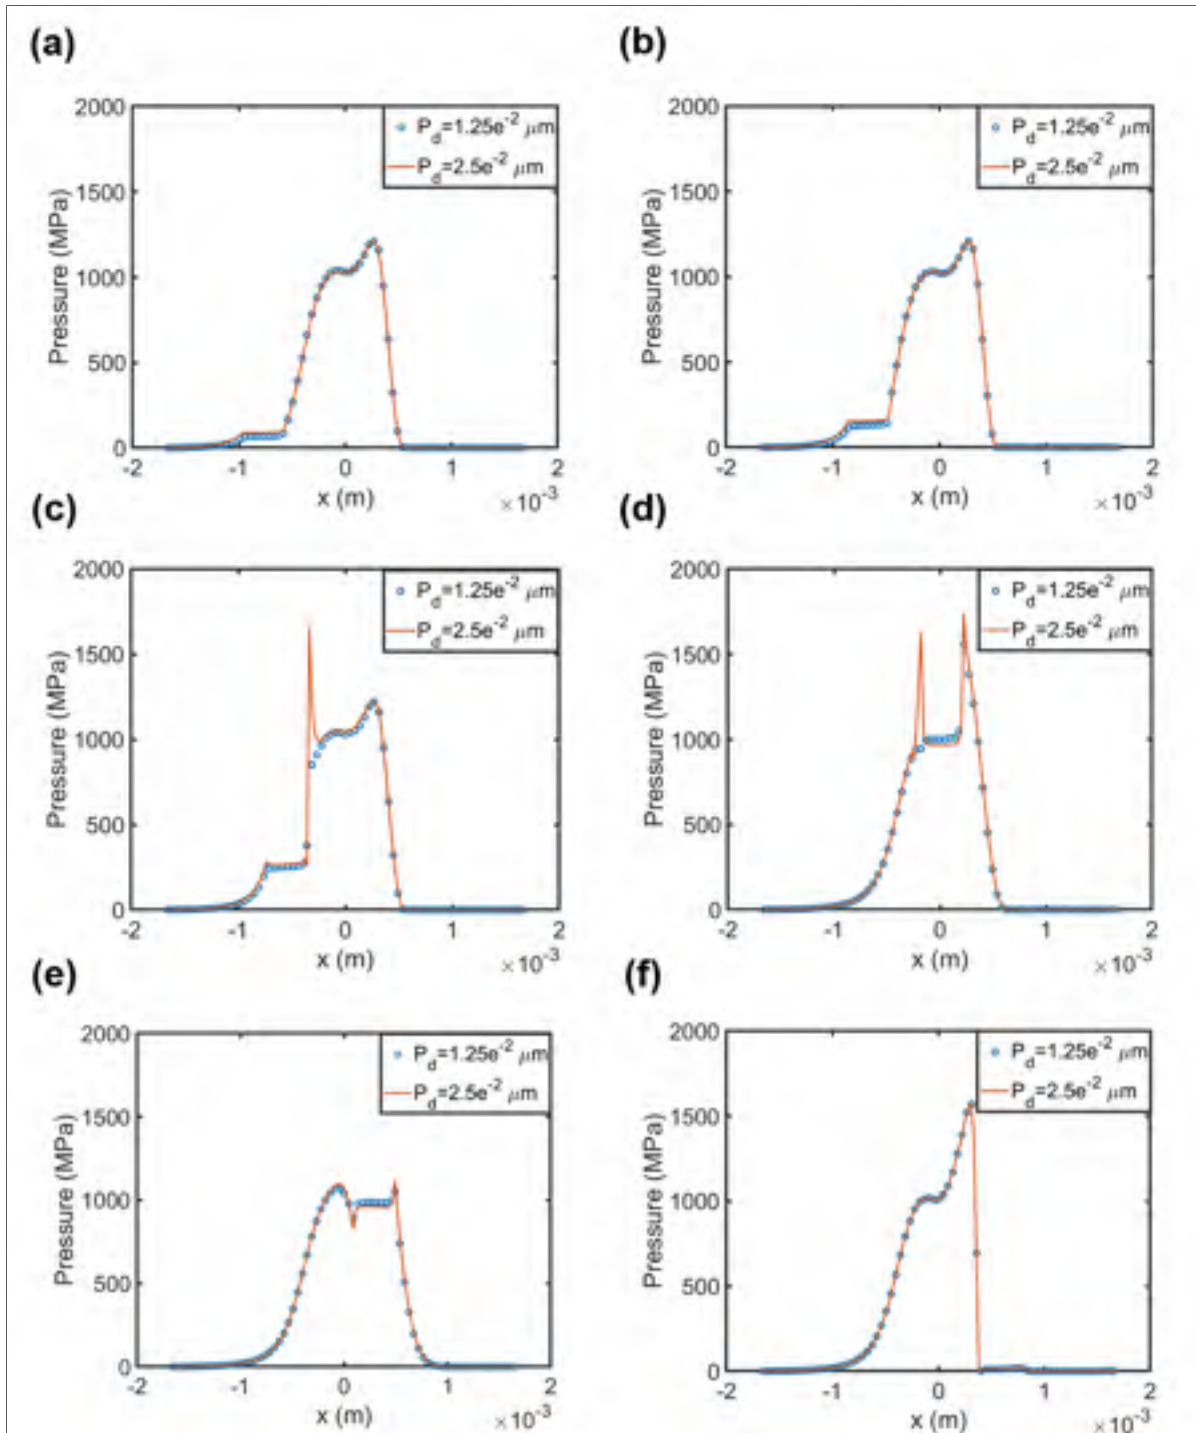 (a)
2000
1500
1000
500
0
Pressure (MPa)
P_d=1.25e^-2 μm
P_d=2.5e^-2 μm
-2 -1 0 1 2
x (m)
×10^-3
(b)
2000
1500
1000
500
0
Pressure (MPa)
P_d=1.25e^-2 μm
P_d=2.5e^-2 μm
-2 -1 0 1 2
x (m)
×10^-3
(c)
2000
1500
1000
500
0
Pressure (MPa)
P_d=1.25e^-2 μm
P_d=2.5e^-2 μm
-2 -1 0 1 2
x (m)
×10^-3
(d)
2000
1500
1000
500
0
Pressure (MPa)
P_d=1.25e^-2 μm
P_d=2.5e^-2 μm
-2 -1 0 1 2
x (m)
×10^-3
(e)
2000
1500
1000
500
0
Pressure (MPa)
P_d=1.25e^-2 μm
P_d=2.5e^-2 μm
-2 -1 0 1 2
x (m)
×10^-3
(f)
2000
1500
1000
500
0
Pressure (MPa)
P_d=1.25e^-2 μm
P_d=2.5e^-2 μm
-2 -1 0 1 2
x (m)
×10^-3